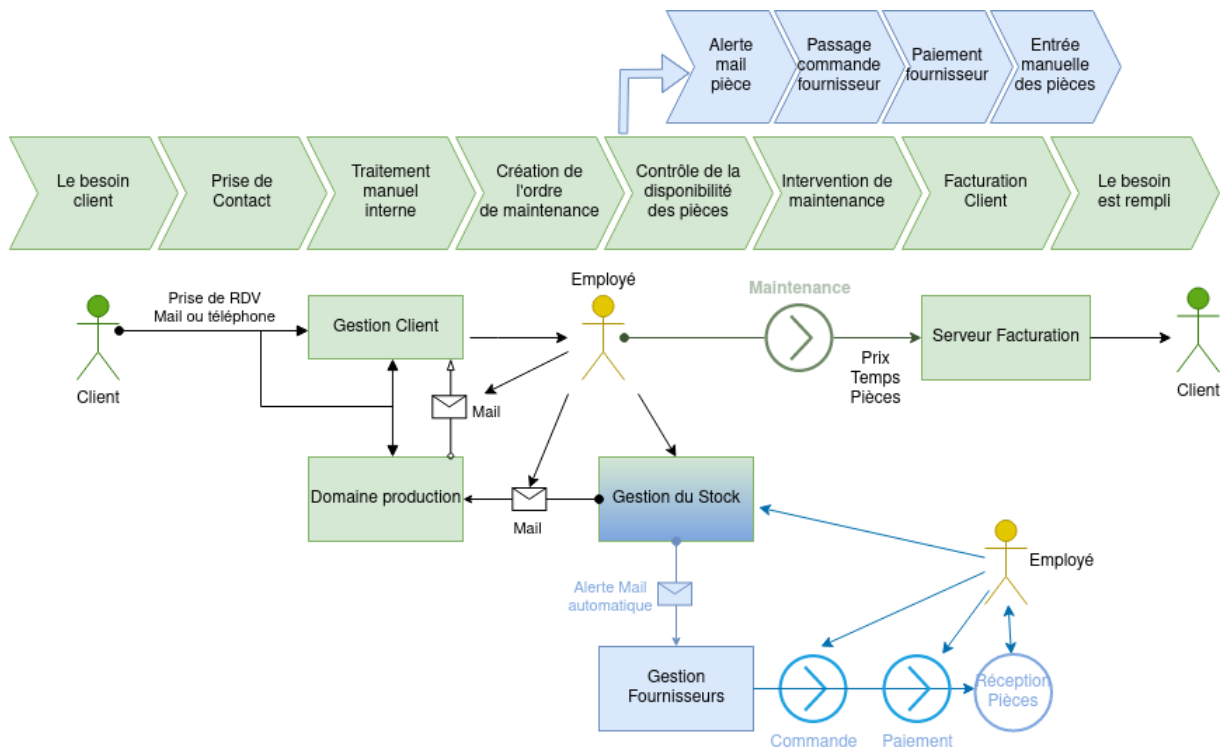 Alerte
mail
pièce
Passage
commande
fournisseur
Paiement
fournisseur
Entrée
manuelle
des pièces
Le besoin
client
Prise de
Contact
Traitement
manuel
interne
Création de
l'ordre
de maintenance
Contrôle de la
disponibilité
des pièces
Intervention de
maintenance
Facturation
Client
Le besoin
est rempli
Client
Prise de RDV
Mail ou téléphone
Gestion Client
Employé
Maintenance
Prix
Temps
Pièces
Serveur Facturation
Client
Mail
Domaine production
Mail
Gestion du Stock
Employé
Alerte Mail
automatique
Gestion
Fournisseurs
Commande
Paiement
Réception
Pièces